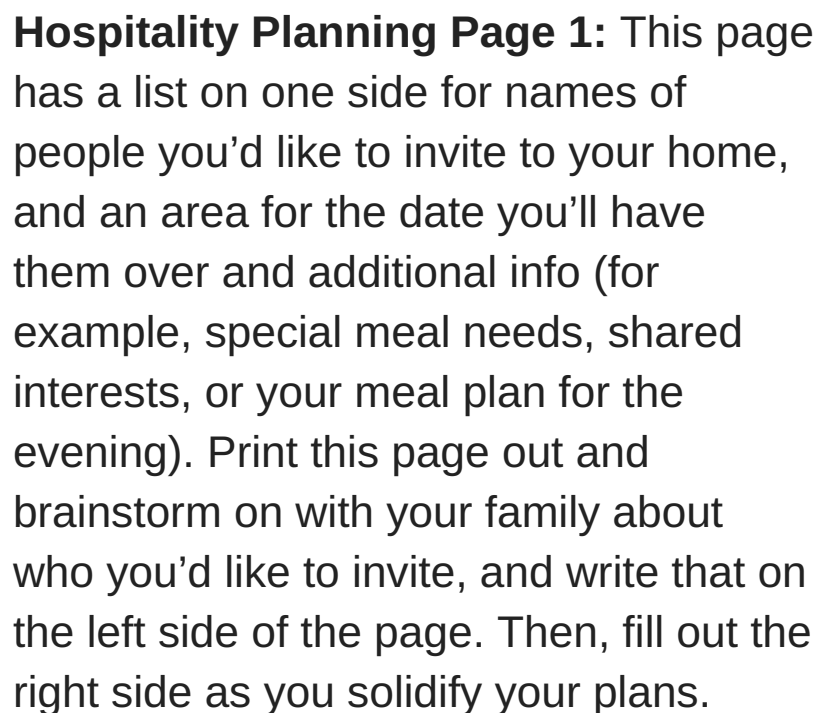 Hospitality Planning Page 1: This page
has a list on one side for names of
people you’d like to invite to your home,
and an area for the date you’ll have
them over and additional info (for
example, special meal needs, shared
interests, or your meal plan for the
evening). Print this page out and
brainstorm on with your family about
who you’d like to invite, and write that on
the left side of the page. Then, fill out the
right side as you solidify your plans.